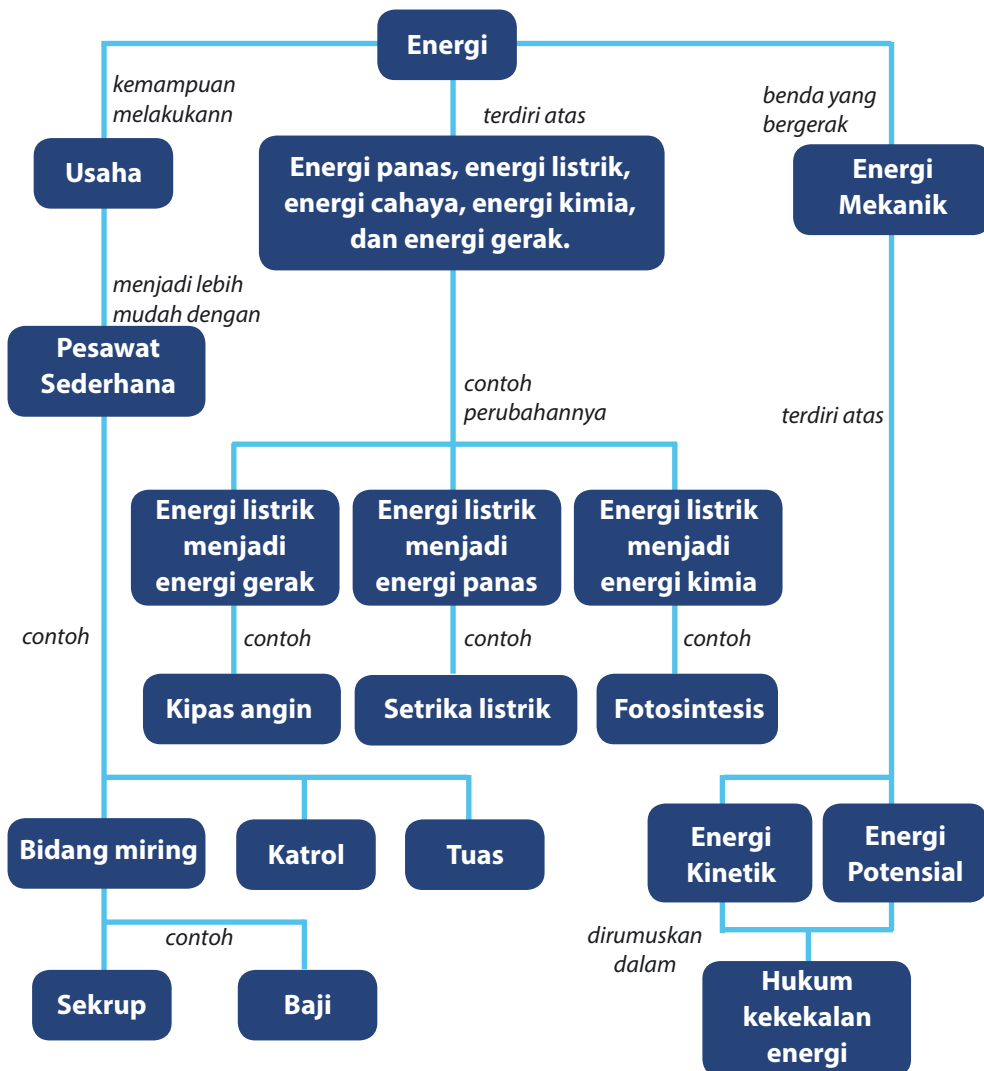 Energi
kemampuan
melakukann
terdiri atas
benda yang
bergerak
Usaha
Energi panas, energi listrik,
energi cahaya, energi kimia,
dan energi gerak.
Energi
Mekanik
menjadi lebih
mudah dengan
Pesawat
Sederhana
contoh
perubahannya
terdiri atas
Energi listrik
menjadi
energi gerak
Energi listrik
menjadi
energi panas
Energi listrik
menjadi
energi kimia
contoh
contoh
contoh
contoh
Kipas angin
Setrika listrik
Fotosintesis
Bidang miring
Katrol
Tuas
Energi
Kinetik
Energi
Potensial
contoh
dirumuskan
dalam
Sekrup
Baji
Hukum
kekekalan
energi